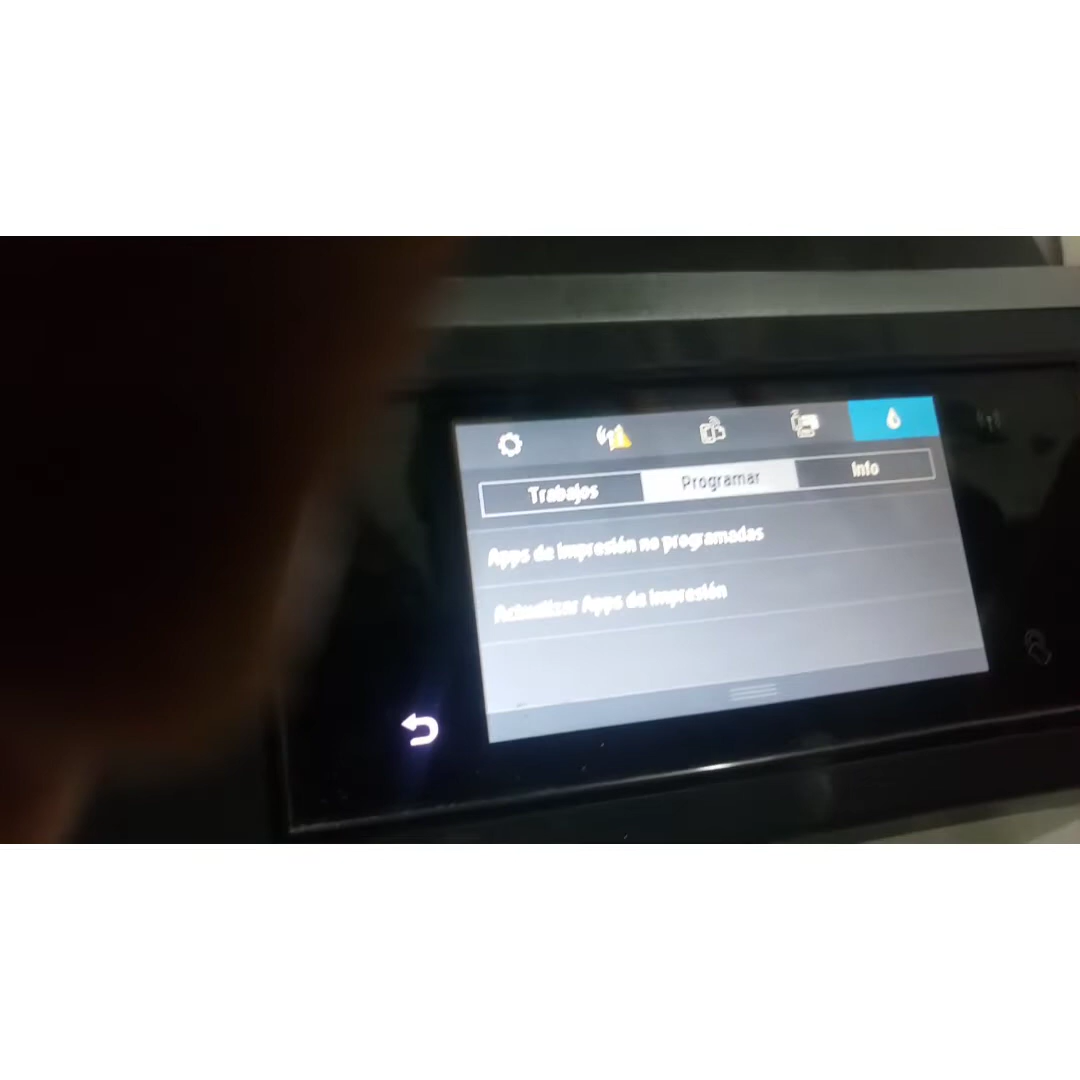 Trabajos
Programar
Info
Apps de impresión no programadas
Actualizar Apps de impresión